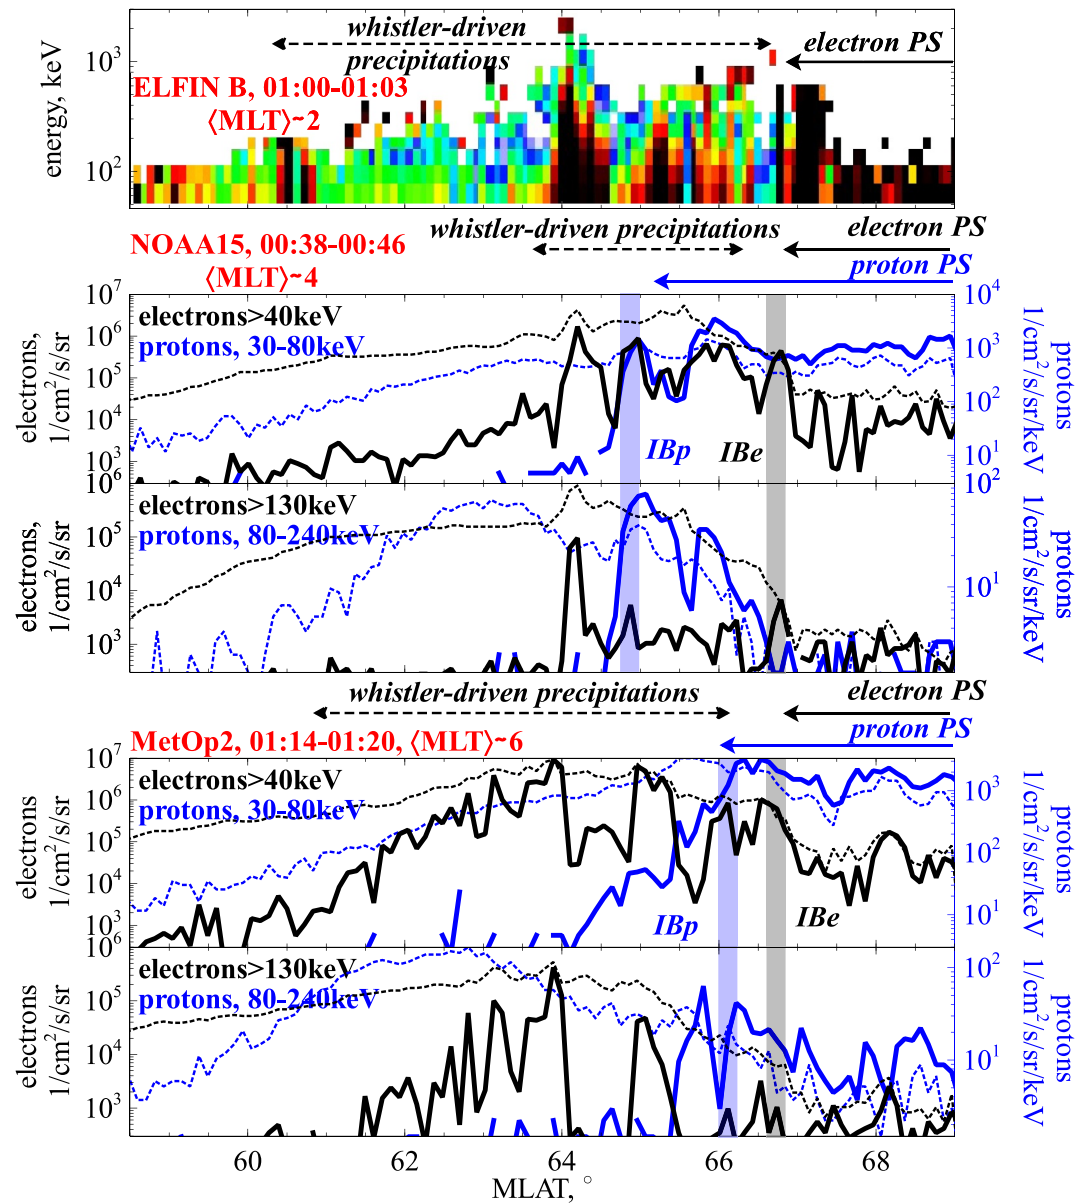 whistler-driven
precipitations
electron PS
ELFIN B, 01:00-01:03
⟨MLT⟩~2
energy, keV
10³
10²
whistler-driven precipitations
electron PS
proton PS
NOAA15, 00:38-00:46
⟨MLT⟩~4
electrons>40keV
protons, 30-80keV
IBp
IBe
electrons,
1/cm²/s/sr
10⁷
10⁶
10⁵
10⁴
10³
10⁶
10⁴
10³
10²
10¹
10⁰
protons
1/cm²/s/sr/keV
electrons>130keV
protons, 80-240keV
electrons,
1/cm²/s/sr
10⁵
10⁴
10³
10¹
protons
1/cm²/s/sr/keV
whistler-driven precipitations
electron PS
proton PS
MetOp2, 01:14-01:20, ⟨MLT⟩~6
electrons>40keV
protons, 30-80keV
IBp
IBe
electrons
1/cm²/s/sr
10⁷
10⁶
10⁵
10⁴
10³
10⁶
10³
10²
10¹
protons
1/cm²/s/sr/keV
electrons>130keV
protons, 80-240keV
electrons
1/cm²/s/sr
10⁵
10⁴
10³
10²
10¹
protons
1/cm²/s/sr/keV
60 62 64 66 68
MLAT, °